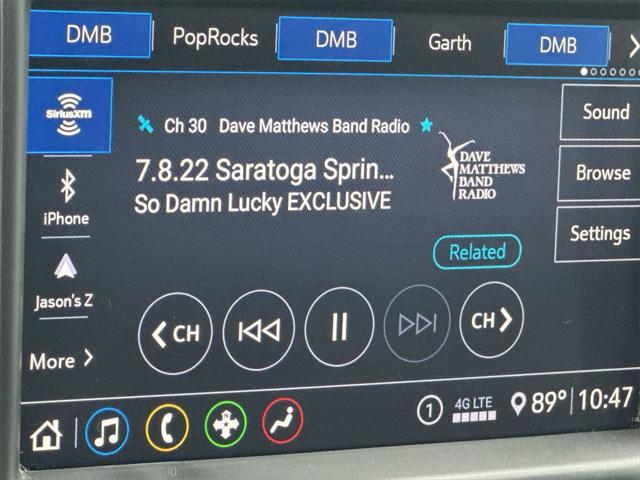 DMB PopRocks DMB Garth DMB
SiriusXM
Ch 30 Dave Matthews Band Radio
Sound
7.8.22 Saratoga Sprin...
So Damn Lucky EXCLUSIVE
DAVE
MATTHEWS
BAND
RADIO
Browse
iPhone
Related
Settings
Jason's Z
CH
CH
More
1
4G LTE
89° 10:47
N